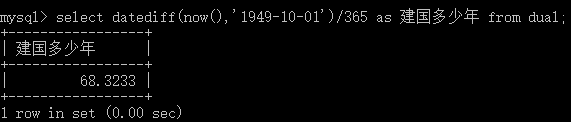 mysql> select datediff(now(),'1949-10-01')/365 as 建国多少年 from dual;
+-----------------+
| 建国多少年      |
+-----------------+
|         68.3233 |
+-----------------+
1 row in set (0.00 sec)